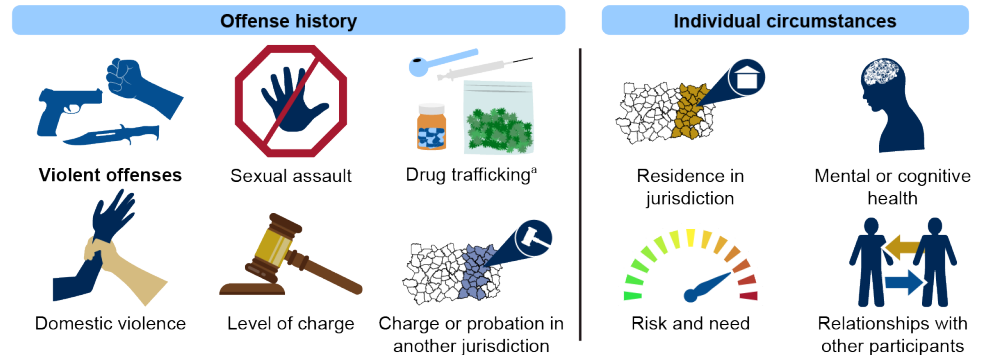 Offense history
Individual circumstances
Violent offenses
Sexual assault
Drug traffickingª
Residence in
jurisdiction
Mental or cognitive
health
Domestic violence
Level of charge
Charge or probation in
another jurisdiction
Risk and need
Relationships with
other participants